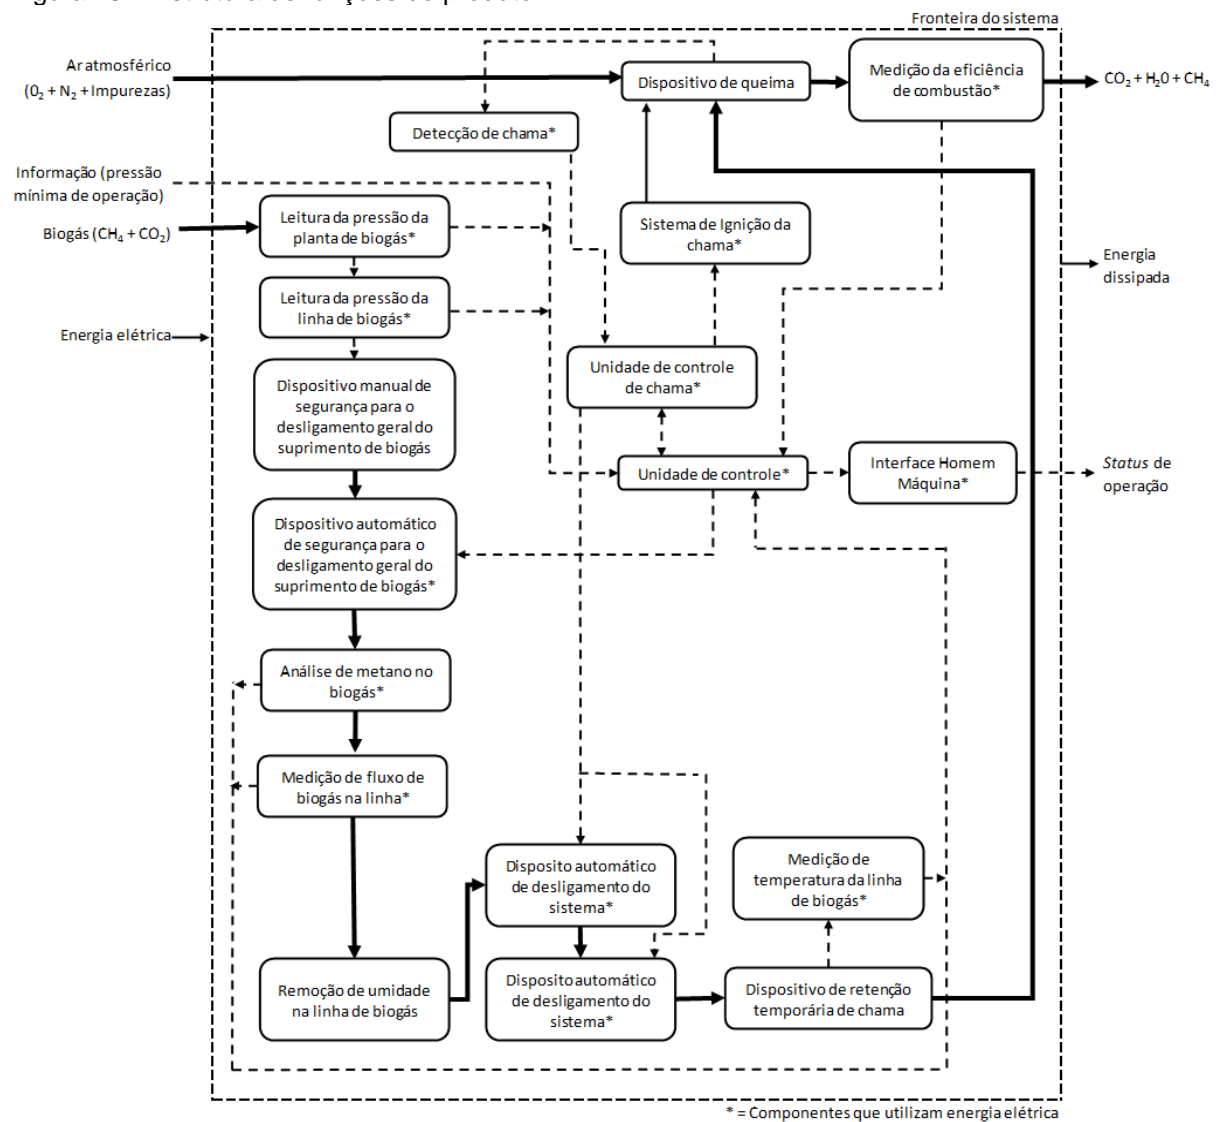 Fronteira do sistema
Ar atmosférico
(0₂ + N₂ + Impurezas)
Dispositivo de queima
Medição da eficiência
de combustão*
CO₂ + H₂0 + CH₄
Detecção de chama*
Informação (pressão
mínima de operação)
Biogás (CH₄ + CO₂)
Leitura da pressão da
planta de biogás*
Sistema de Ignição da
chama*
Energia
dissipada
Leitura da pressão da
linha de biogás*
Energia elétrica
Unidade de controle
de chama*
Dispositivo manual de
segurança para o
desligamento geral do
suprimento de biogás
Unidade de controle*
Interface Homem
Máquina*
Status de
operação
Dispositivo automático
de segurança para o
desligamento geral do
suprimento de biogás*
Análise de metano no
biogás*
Medição de fluxo de
biogás na linha*
Disposito automático
de desligamento do
sistema*
Medição de
temperatura da linha
de biogás*
Remoção de umidade
na linha de biogás
Disposito automático
de desligamento do
sistema*
Dispositivo de retenção
temporária de chama
* = Componentes que utilizam energia elétrica